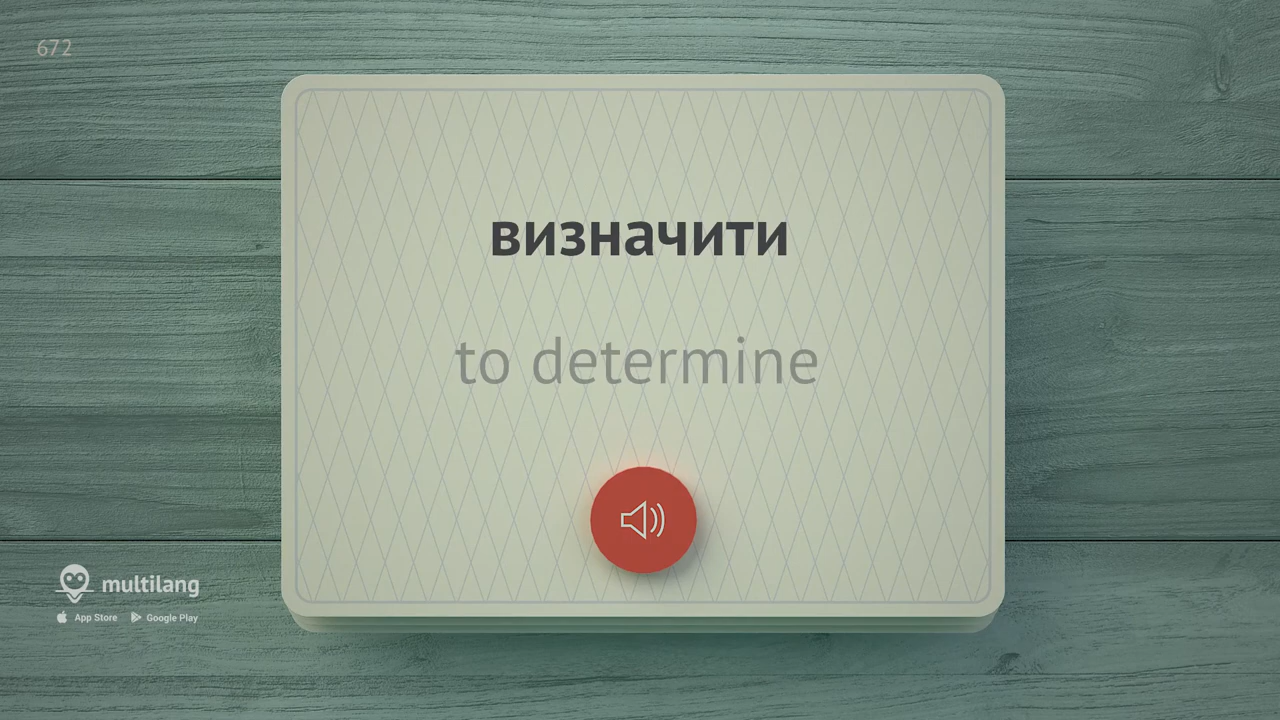 672
визначити
to determine
multilang
App Store
Google Play